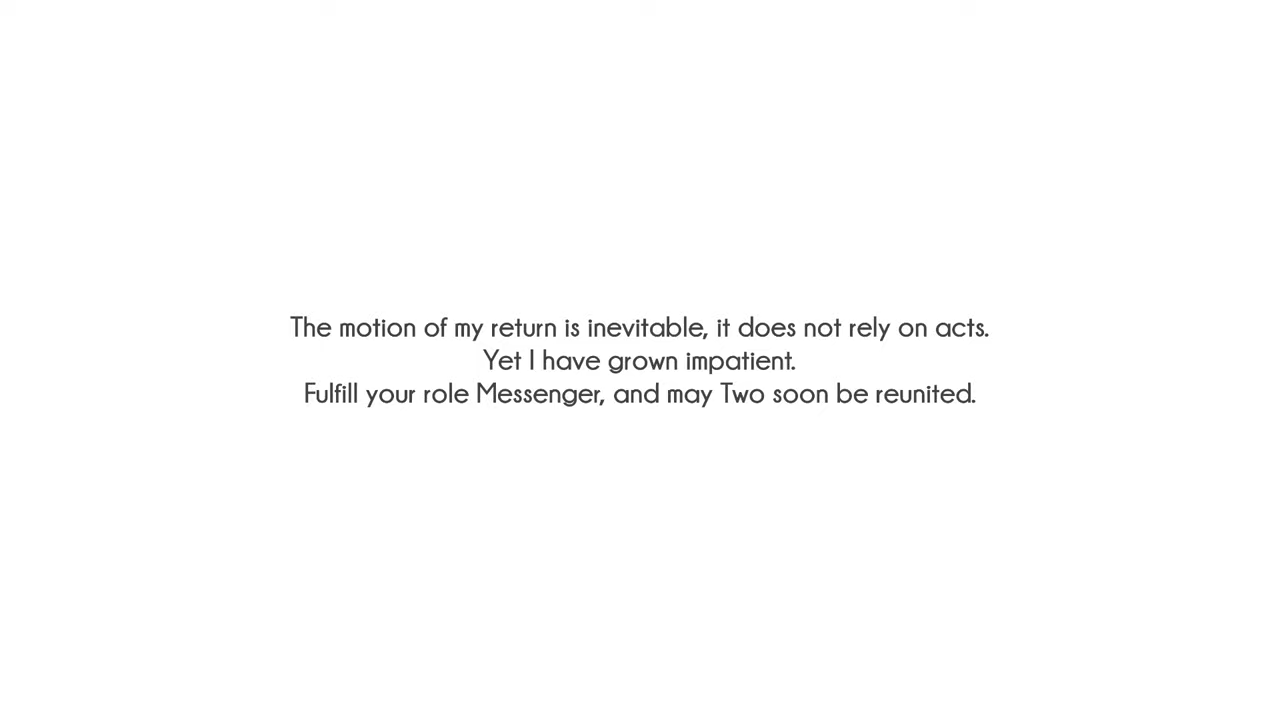 The motion of my return is inevitable, it does not rely on acts.
Yet I have grown impatient.
Fulfill your role Messenger, and may Two soon be reunited.